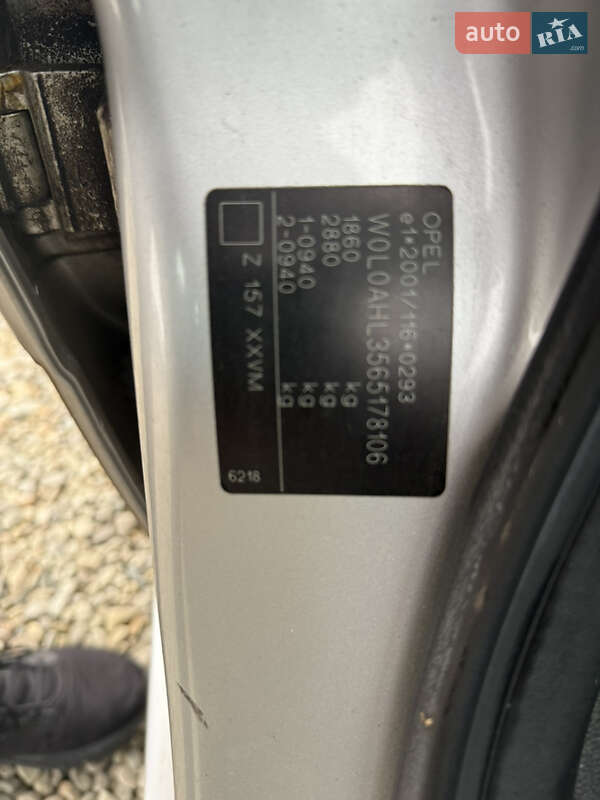 auto RIA .com
OPEL
e1*2001/116*0293
W0L0AHL3565178106
1860 kg
2880 kg
1-0940 kg
2-0940 kg
Z 157 XXVM
6218